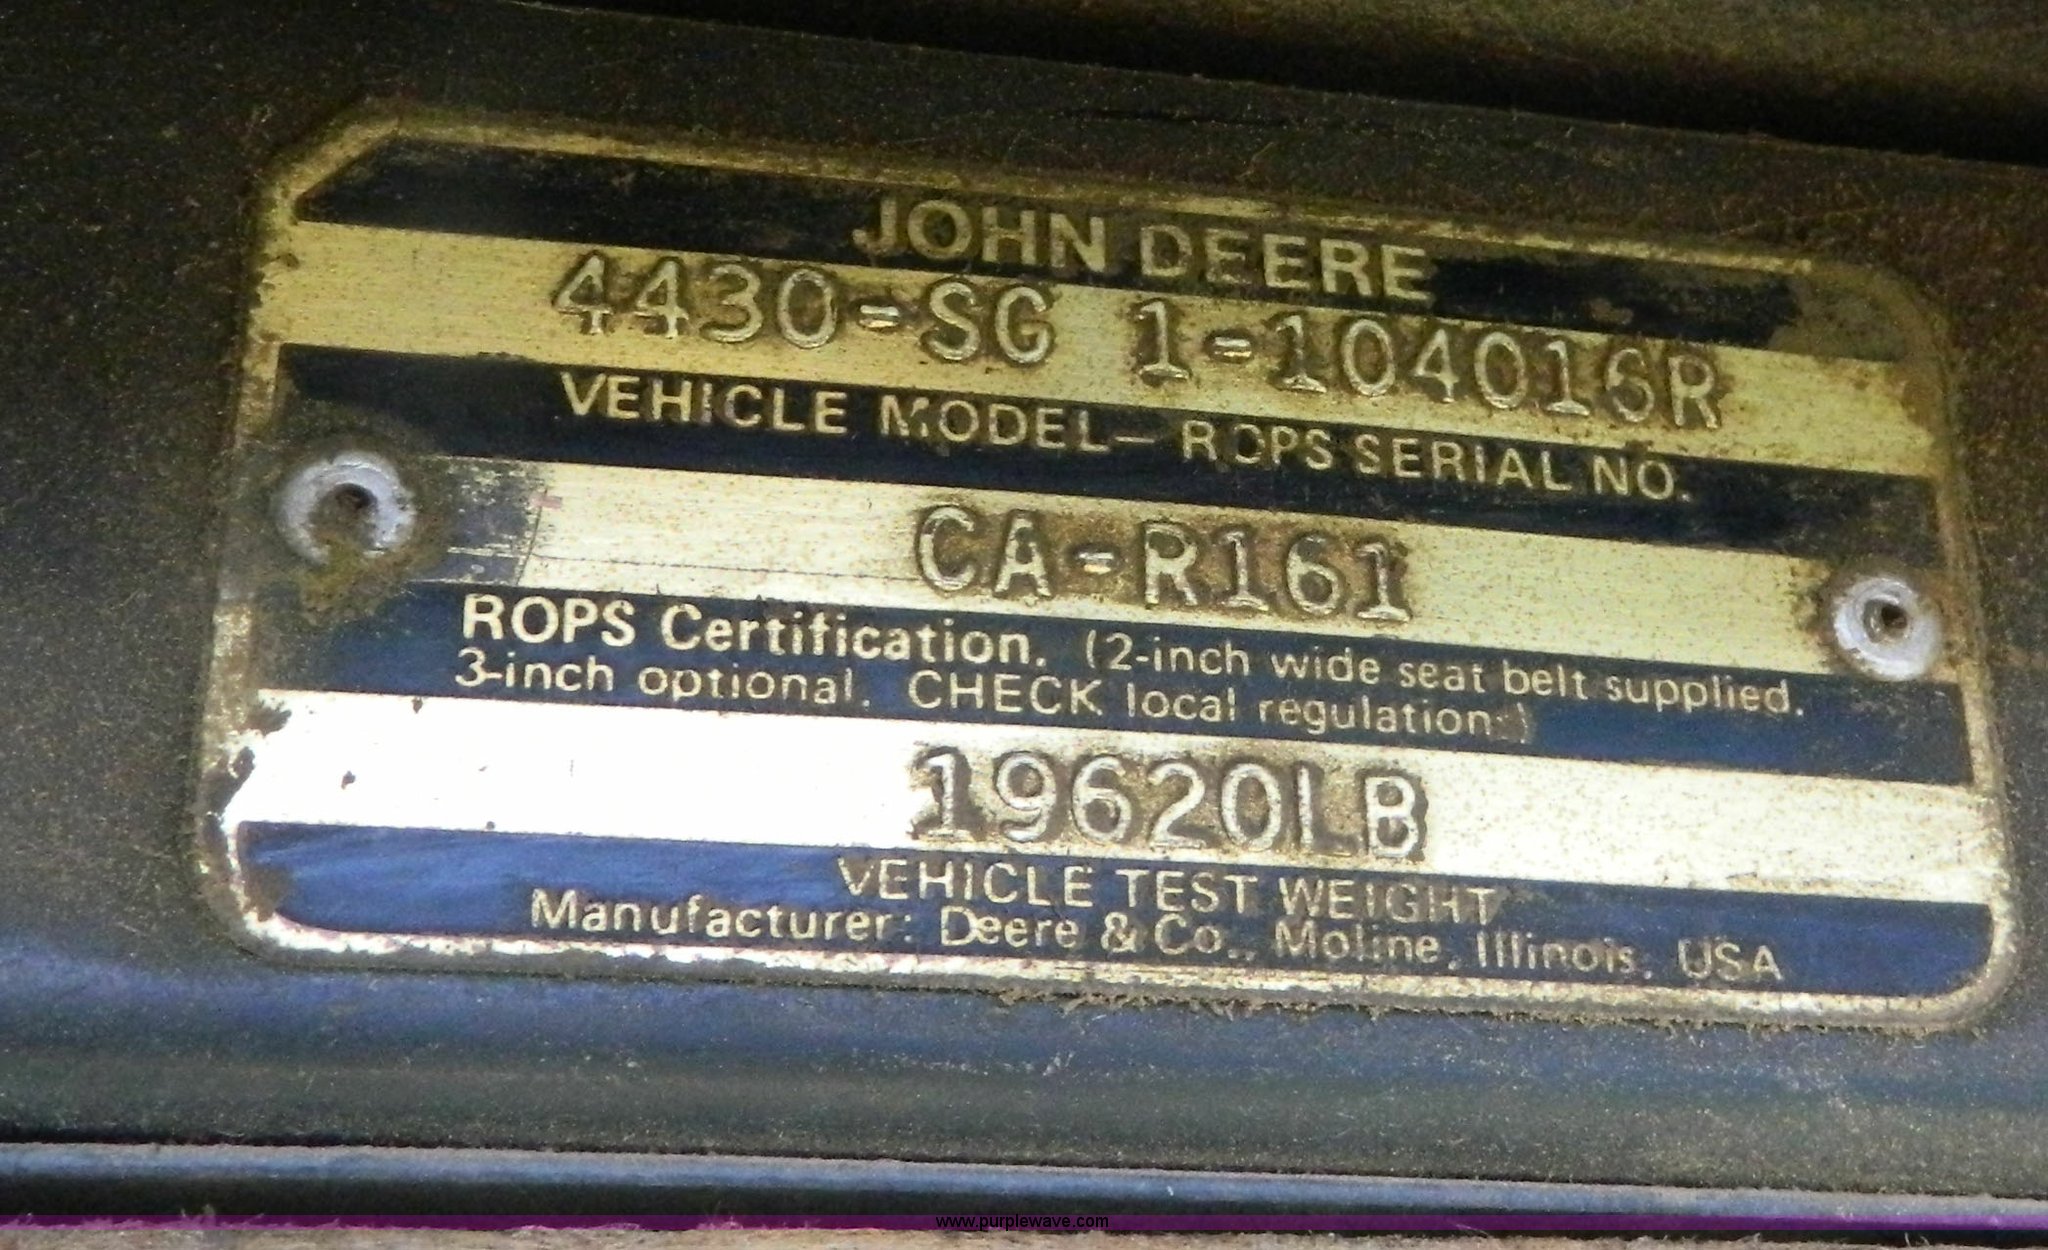 JOHN DEERE
4430-SG 1-104016R
VEHICLE MODEL - ROPS SERIAL NO.
CA-R161
ROPS Certification. (2-inch wide seat belt supplied.
3-inch optional. CHECK local regulation.)
19620LB
VEHICLE TEST WEIGHT
Manufacturer: Deere & Co., Moline, Illinois, USA
www.purplewave.com